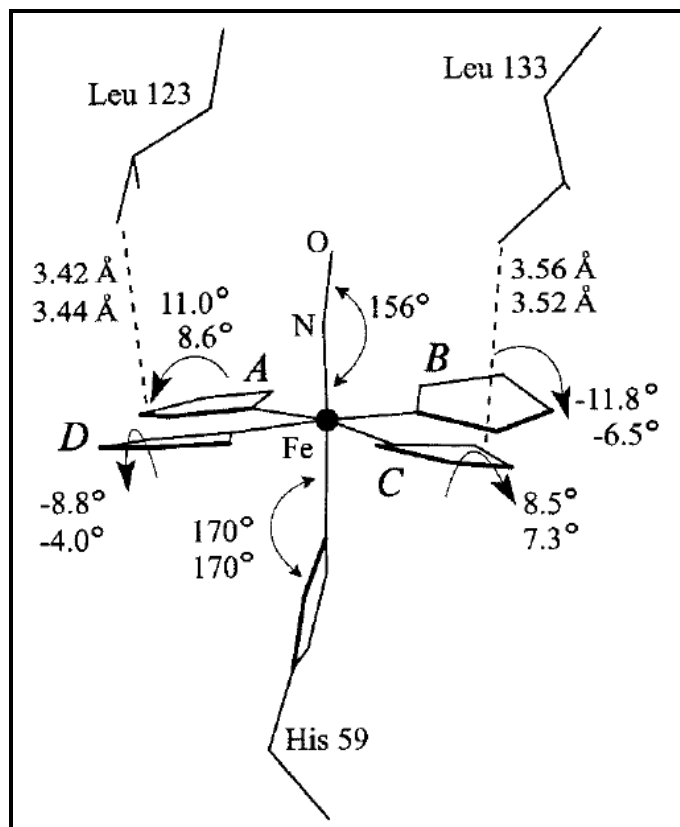 Leu 123
Leu 133
O
3.42 Å
3.44 Å
3.56 Å
3.52 Å
11.0°
8.6°
N
156°
A
B
-11.8°
-6.5°
D
Fe
C
-8.8°
-4.0°
170°
170°
8.5°
7.3°
His 59